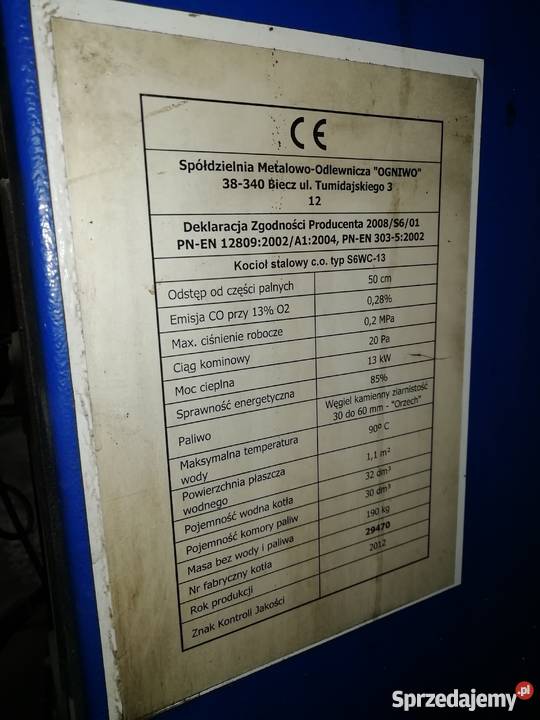 CE
Spółdzielnia Metalowo-Odlewnicza "OGNIWO"
38-340 Biecz ul. Tumidajskiego 3
12
Deklaracja Zgodności Producenta 2008/S6/01
PN-EN 12809:2002/A1:2004, PN-EN 303-5:2002
Kocioł stalowy c.o. typ S6WC-13
Odstęp od części palnych 50 cm
Emisja CO przy 13% O2 0,28%
Max. ciśnienie robocze 0,2 MPa
Ciąg kominowy 20 Pa
Moc cieplna 13 kW
Sprawność energetyczna 85%
Paliwo Węgiel kamienny ziarnistość
30 do 60 mm - "Orzech"
Maksymalna temperatura
wody 90º C
Powierzchnia płaszcza
wodnego 1,1 m²
Pojemność wodna kotła 32 dm³
Pojemność komory paliw 30 dm³
Masa bez wody i paliwa 190 kg
Nr fabryczny kotła 29470
Rok produkcji 2012
Znak Kontroli Jakości
Sprzedajemy.pl